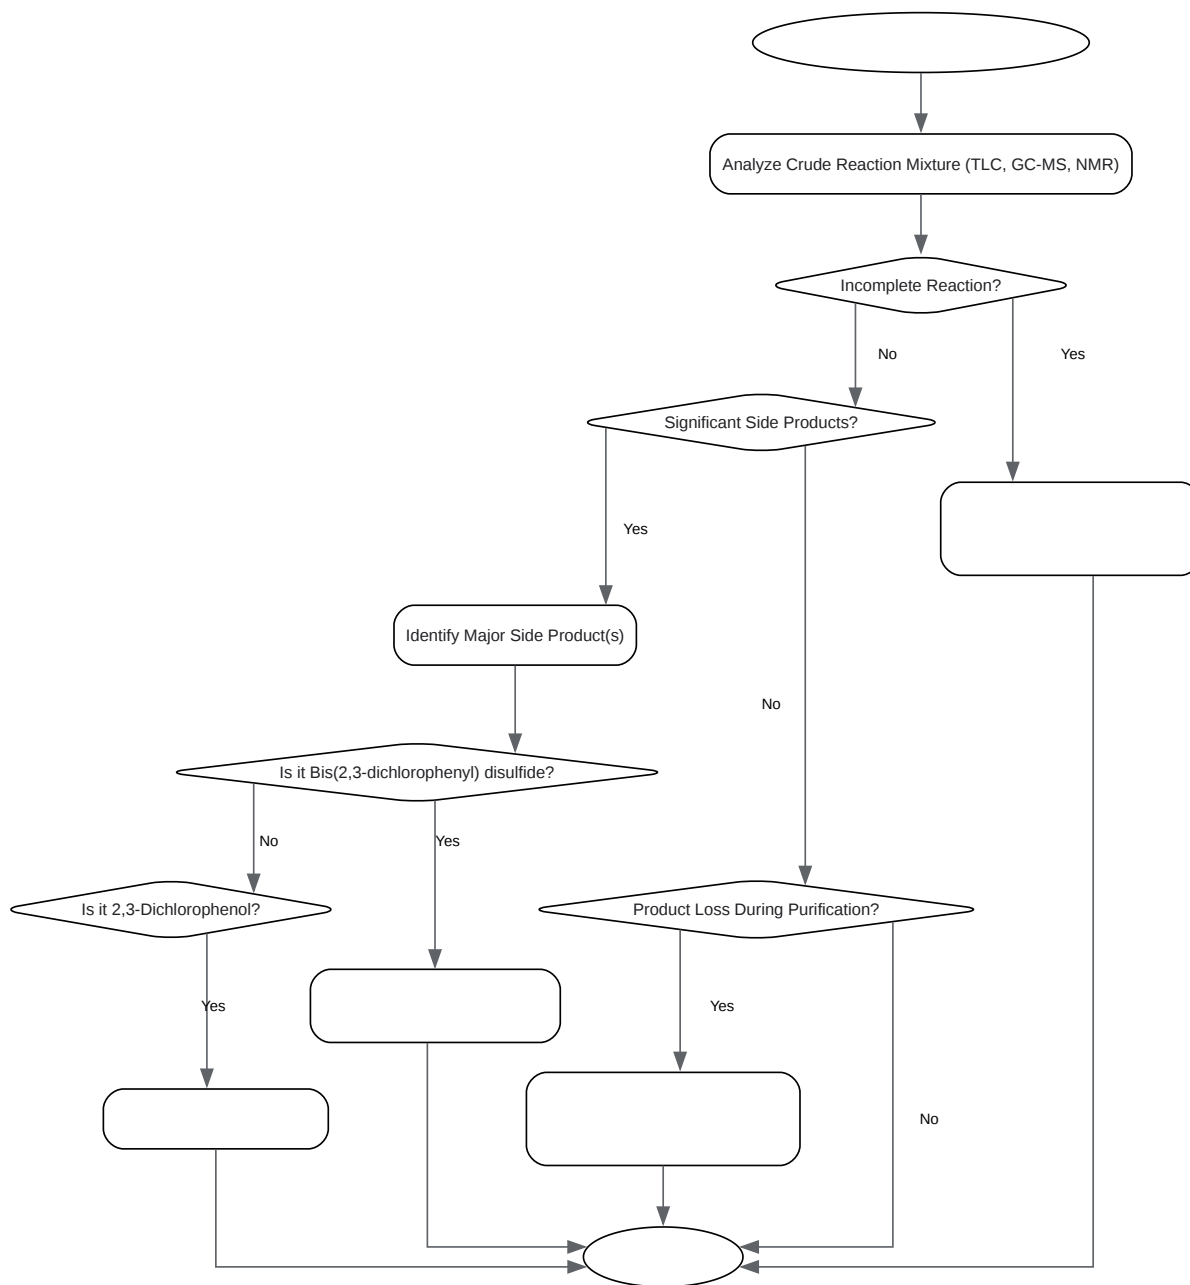 Analyze Crude Reaction Mixture (TLC, GC-MS, NMR)
Incomplete Reaction?
No
Yes
Significant Side Products?
Yes
Identify Major Side Product(s)
No
Is it Bis(2,3-dichlorophenyl) disulfide?
No
Yes
Is it 2,3-Dichlorophenol?
Product Loss During Purification?
Yes
Yes
No